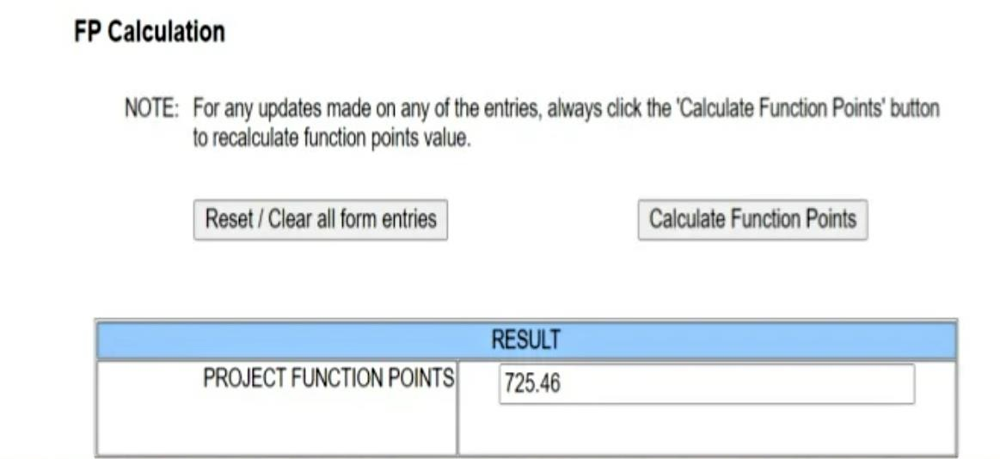 FP Calculation
NOTE: For any updates made on any of the entries, always click the 'Calculate Function Points' button
to recalculate function points value.
Reset / Clear all form entries
Calculate Function Points
RESULT
PROJECT FUNCTION POINTS
725.46